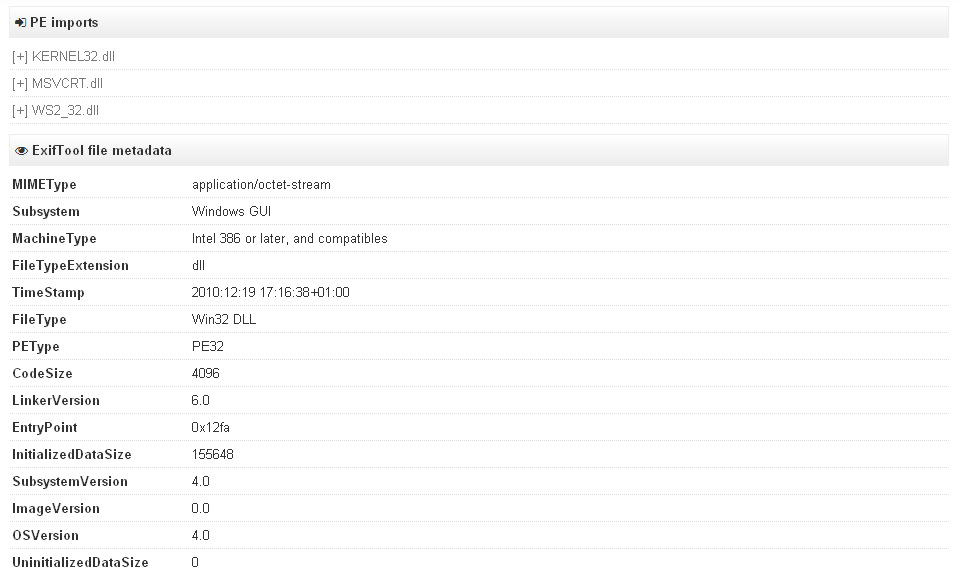 PE imports
[+] KERNEL32.dll
[+] MSVCRT.dll
[+] WS2_32.dll
ExifTool file metadata
MIMEType application/octet-stream
Subsystem Windows GUI
MachineType Intel 386 or later, and compatibles
FileTypeExtension dll
TimeStamp 2010:12:19 17:16:38+01:00
FileType Win32 DLL
PEType PE32
CodeSize 4096
LinkerVersion 6.0
EntryPoint 0x12fa
InitializedDataSize 155648
SubsystemVersion 4.0
ImageVersion 0.0
OSVersion 4.0
UninitializedDataSize 0